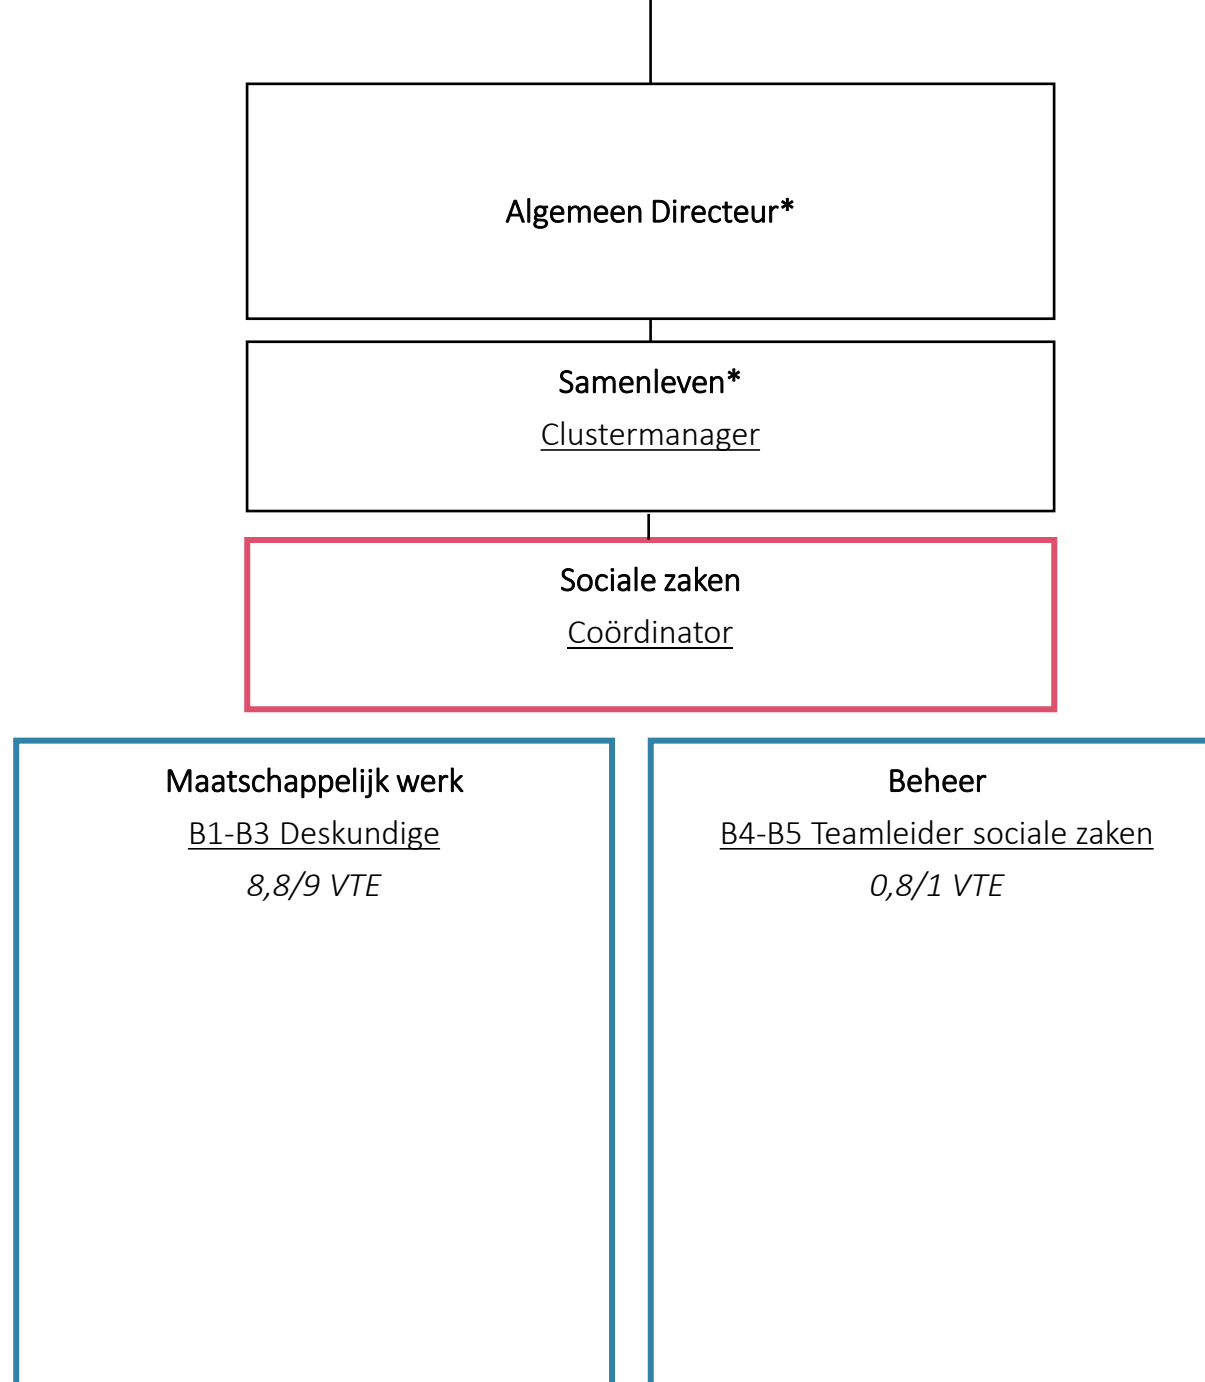 Algemeen Directeur*
Samenleven*
Clustermanager
Sociale zaken
Coördinator
Maatschappelijk werk
B1-B3 Deskundige
8,8/9 VTE
Beheer
B4-B5 Teamleider sociale zaken
0,8/1 VTE